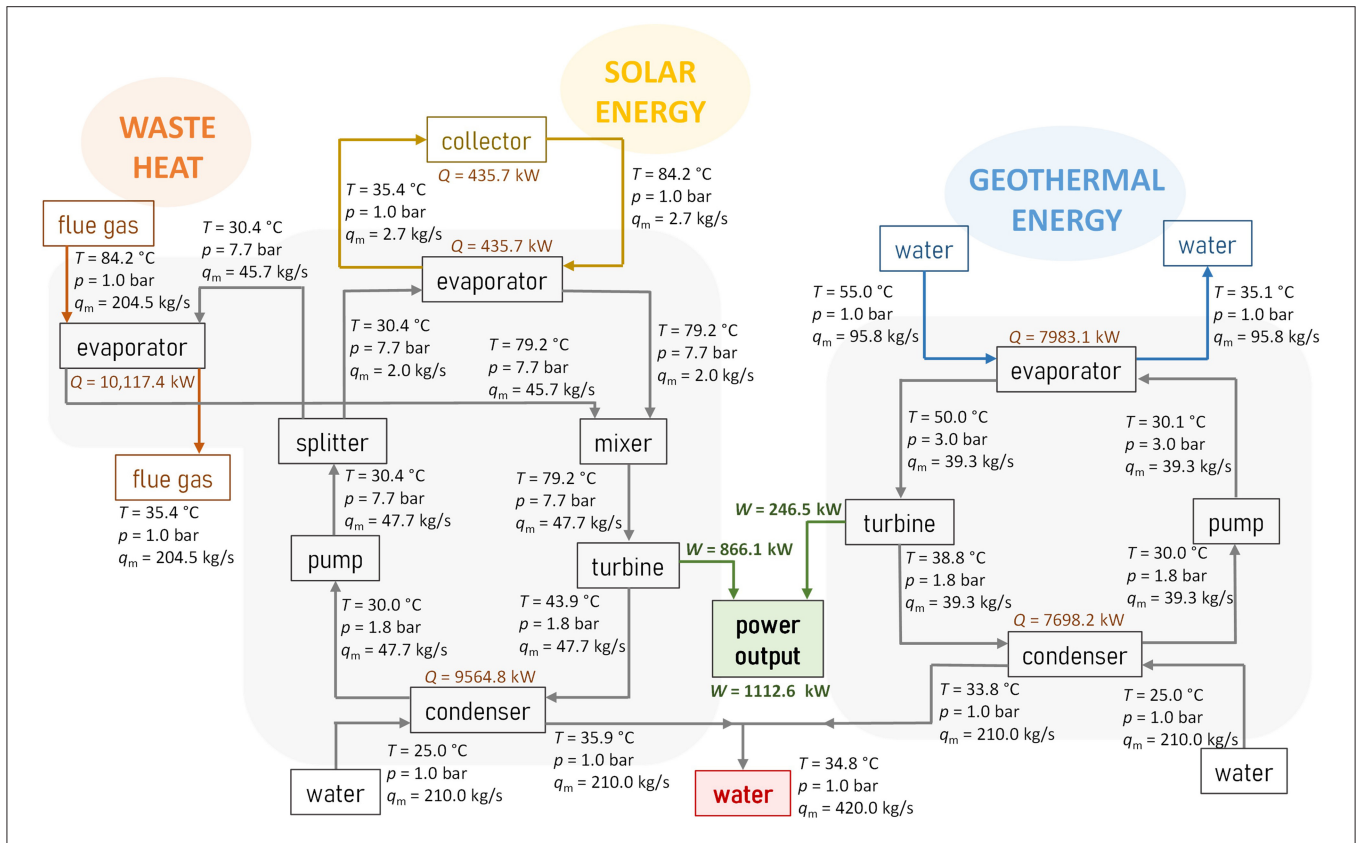 WASTE
HEAT
SOLAR
ENERGY
GEOTHERMAL
ENERGY
collector
Q = 435.7 kW
T = 35.4 °C
p = 1.0 bar
qm = 2.7 kg/s
T = 84.2 °C
p = 1.0 bar
qm = 2.7 kg/s
flue gas
T = 84.2 °C
p = 1.0 bar
qm = 204.5 kg/s
T = 30.4 °C
p = 7.7 bar
qm = 45.7 kg/s
Q = 435.7 kW
evaporator
evaporator
Q = 10,117.4 kW
T = 30.4 °C
p = 7.7 bar
qm = 2.0 kg/s
T = 79.2 °C
p = 7.7 bar
qm = 45.7 kg/s
T = 79.2 °C
p = 7.7 bar
qm = 2.0 kg/s
splitter
mixer
flue gas
T = 35.4 °C
p = 1.0 bar
qm = 204.5 kg/s
T = 30.4 °C
p = 7.7 bar
qm = 47.7 kg/s
T = 79.2 °C
p = 7.7 bar
qm = 47.7 kg/s
pump
turbine
W = 866.1 kW
T = 30.0 °C
p = 1.8 bar
qm = 47.7 kg/s
T = 43.9 °C
p = 1.8 bar
qm = 47.7 kg/s
Q = 9564.8 kW
condenser
water
T = 25.0 °C
p = 1.0 bar
qm = 210.0 kg/s
T = 35.9 °C
p = 1.0 bar
qm = 210.0 kg/s
water
T = 34.8 °C
p = 1.0 bar
qm = 420.0 kg/s
power
output
W = 1112.6 kW
W = 246.5 kW
water
water
T = 55.0 °C
p = 1.0 bar
qm = 95.8 kg/s
T = 35.1 °C
p = 1.0 bar
qm = 95.8 kg/s
Q = 7983.1 kW
evaporator
T = 50.0 °C
p = 3.0 bar
qm = 39.3 kg/s
T = 30.1 °C
p = 3.0 bar
qm = 39.3 kg/s
turbine
pump
T = 38.8 °C
p = 1.8 bar
qm = 39.3 kg/s
T = 30.0 °C
p = 1.8 bar
qm = 39.3 kg/s
Q = 7698.2 kW
condenser
T = 33.8 °C
p = 1.0 bar
qm = 210.0 kg/s
T = 25.0 °C
p = 1.0 bar
qm = 210.0 kg/s
water